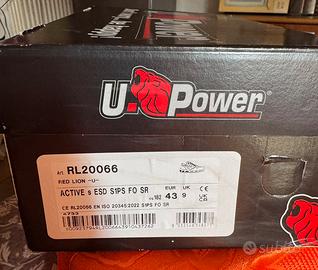 U-Power
Art. RL20066
RED LION -U-
ACTIVE s ESD S1PS FO SR
EUR UK
43 9
CE RL20066 EN ISO 20345:2022 S1PS FO SR
subito